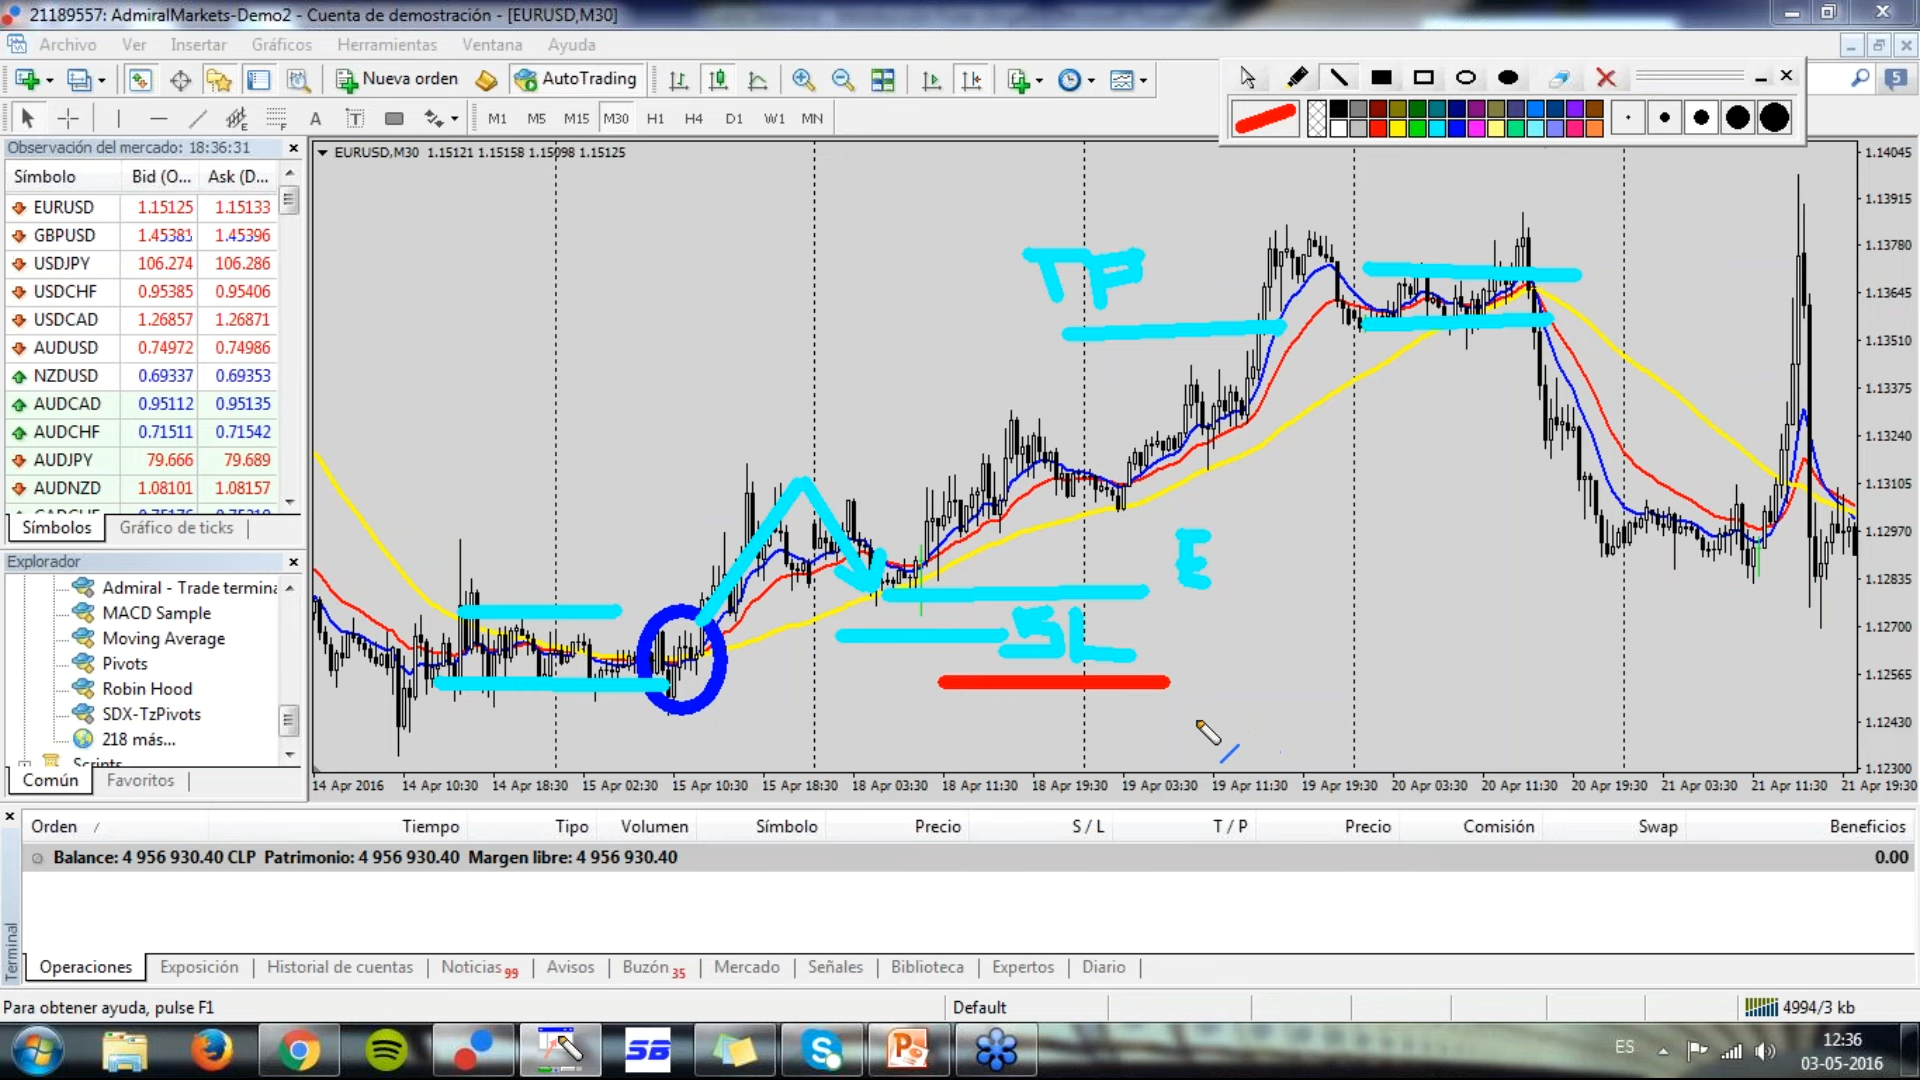 21189557: AdmiralMarkets-Demo2 - Cuenta de demostración - [EURUSD,M30]
Archivo Ver Insertar Gráficos Herramientas Ventana Ayuda
Nueva orden AutoTrading 5
A T M1 M5 M15 M30 H1 H4 D1 W1 MN
Observación del mercado: 18:36:31
Símbolo Bid (O... Ask (D...
EURUSD 1.15125 1.15133
GBPUSD 1.45381 1.45396
USDJPY 106.274 106.286
USDCHF 0.95385 0.95406
USDCAD 1.26857 1.26871
AUDUSD 0.74972 0.74986
NZDUSD 0.69337 0.69353
AUDCAD 0.95112 0.95135
AUDCHF 0.71511 0.71542
AUDJPY 79.666 79.689
AUDNZD 1.08101 1.08157
Símbolos Gráfico de ticks
Explorador
Admiral - Trade termina
MACD Sample
Moving Average
Pivots
Robin Hood
SDX-TzPivots
218 más...
Scripts
Común Favoritos
EURUSD,M30 1.15121 1.15158 1.15098 1.15125
TP
E
SL
1.14045
1.13915
1.13780
1.13645
1.13510
1.13375
1.13240
1.13105
1.12970
1.12835
1.12700
1.12565
1.12430
1.12300
14 Apr 2016 14 Apr 10:30 14 Apr 18:30 15 Apr 02:30 15 Apr 10:30 15 Apr 18:30 18 Apr 03:30 18 Apr 11:30 18 Apr 19:30 19 Apr 03:30 19 Apr 11:30 19 Apr 19:30 20 Apr 03:30 20 Apr 11:30 20 Apr 19:30 21 Apr 03:30 21 Apr 11:30 21 Apr 19:30
Orden / Tiempo Tipo Volumen Símbolo Precio S / L T / P Precio Comisión Swap Beneficios
Balance: 4 956 930.40 CLP Patrimonio: 4 956 930.40 Margen libre: 4 956 930.40 0.00
Terminal
Operaciones Exposición Historial de cuentas Noticias 99 Avisos Buzón 35 Mercado Señales Biblioteca Expertos Diario
Para obtener ayuda, pulse F1 Default 4994/3 kb
SB ES 12:36
03-05-2016